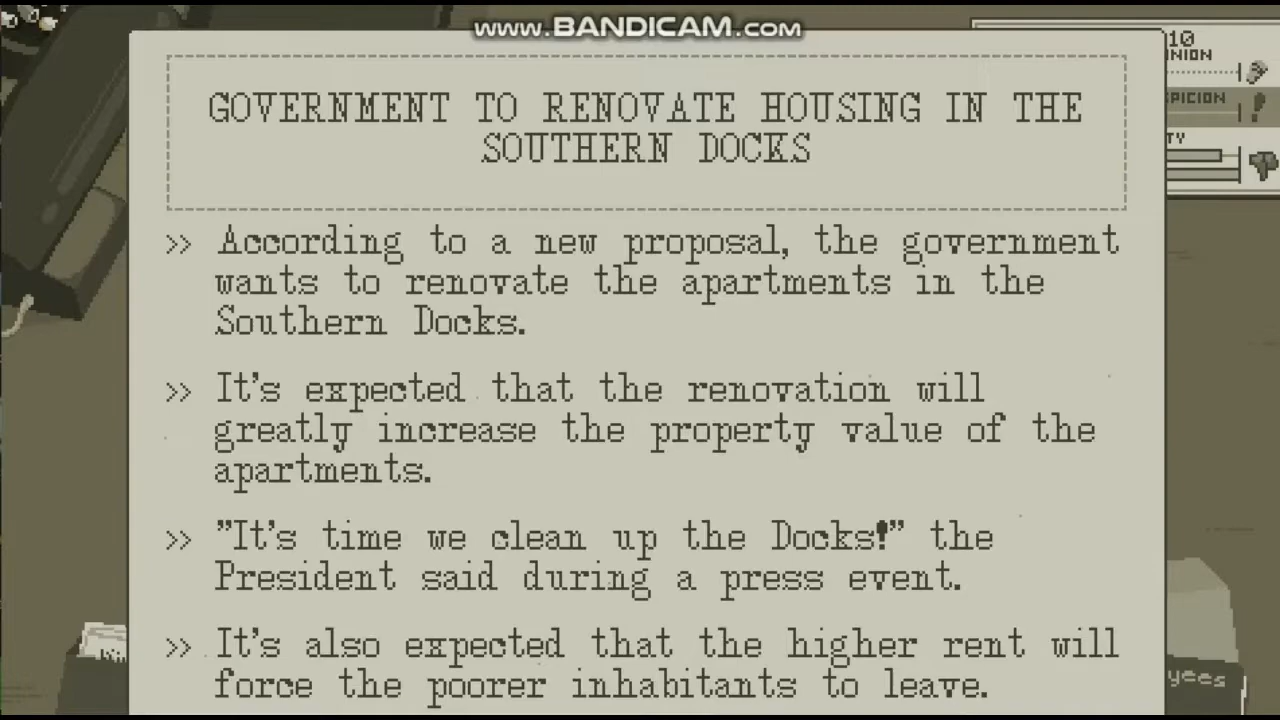 www.BANDICAM.com
GOVERNMENT TO RENOVATE HOUSING IN THE
SOUTHERN DOCKS
>> According to a new proposal, the government
wants to renovate the apartments in the
Southern Docks.
>> It's expected that the renovation will
greatly increase the property value of the
apartments.
>> "It's time we clean up the Docks!" the
President said during a press event.
>> It's also expected that the higher rent will
force the poorer inhabitants to leave.